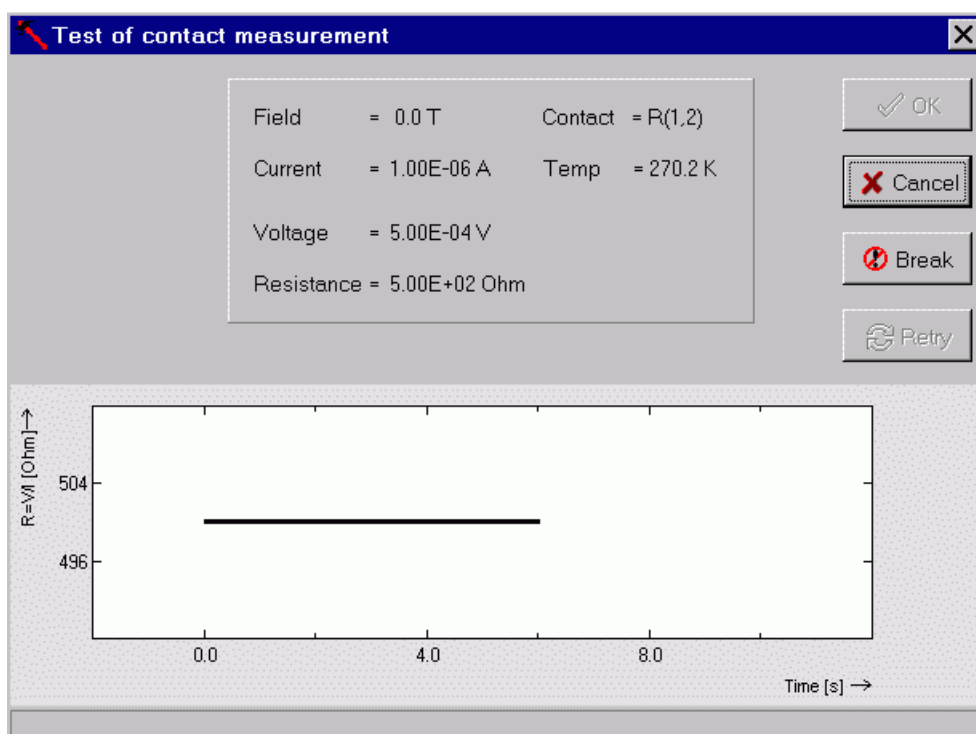 Test of contact measurement
Field = 0.0 T Contact = R(1,2)
Current = 1.00E-06 A Temp = 270.2 K
Voltage = 5.00E-04 V
Resistance = 5.00E+02 Ohm
OK
Cancel
Break
Retry
R=V/I [Ohm]→
504
496
0.0 4.0 8.0
Time [s] →